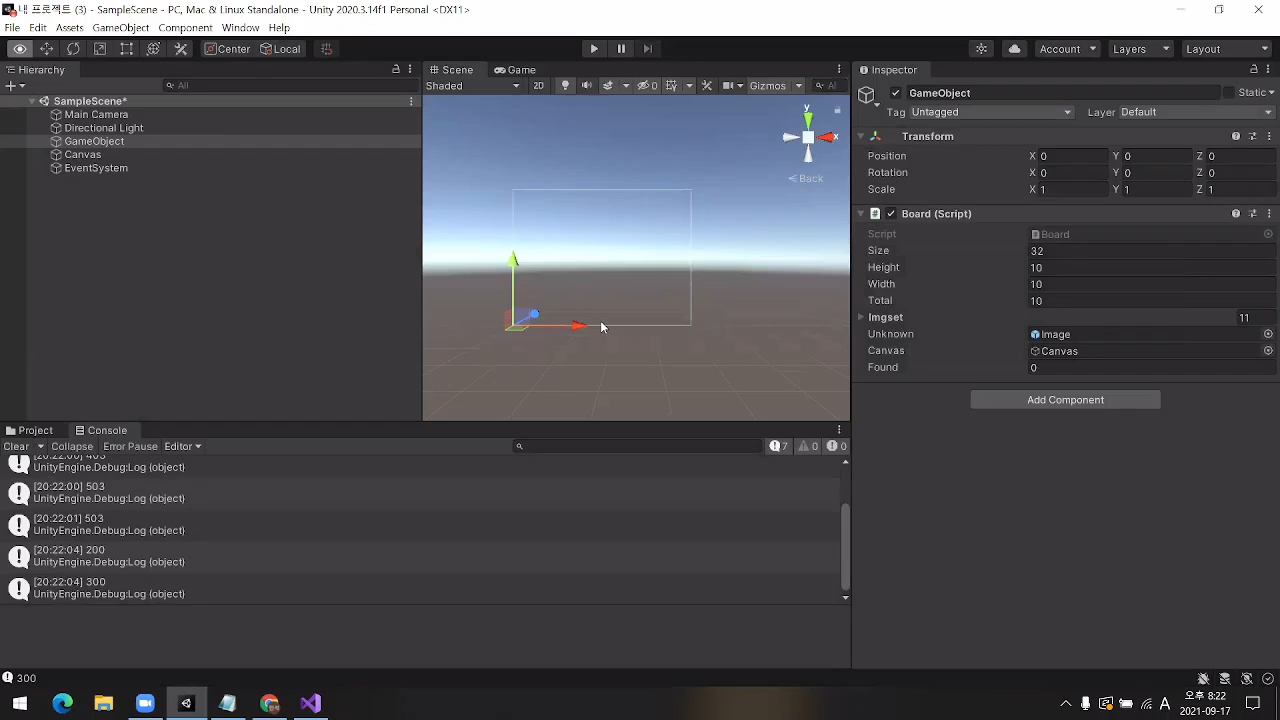 내 프로젝트 (3) - SampleScene - PC, Mac & Linux Standalone - Unity 2020.3.14f1 Personal <DX11>
File Edit Assets GameObject Component Window Help
Center Local Account Layers Layout
Hierarchy
All
SampleScene*
Main Camera
Directional Light
GameObject
Canvas
EventSystem
Scene Game
Shaded 2D 0 Gizmos Al
y
x
Back
Inspector
GameObject Static
Tag Untagged Layer Default
Transform
Position X 0 Y 0 Z 0
Rotation X 0 Y 0 Z 0
Scale X 1 Y 1 Z 1
# Board (Script)
Script Board
Size 32
Height 10
Width 10
Total 10
Imgset 11
Unknown Image
Canvas Canvas
Found 0
Add Component
Project Console
Clear Collapse Error Pause Editor 7 0 0
[20:22:00] 403
UnityEngine.Debug:Log (object)
[20:22:00] 503
UnityEngine.Debug:Log (object)
[20:22:01] 503
UnityEngine.Debug:Log (object)
[20:22:04] 200
UnityEngine.Debug:Log (object)
[20:22:04] 300
UnityEngine.Debug:Log (object)
300
A 오후 8:22
2021-09-17